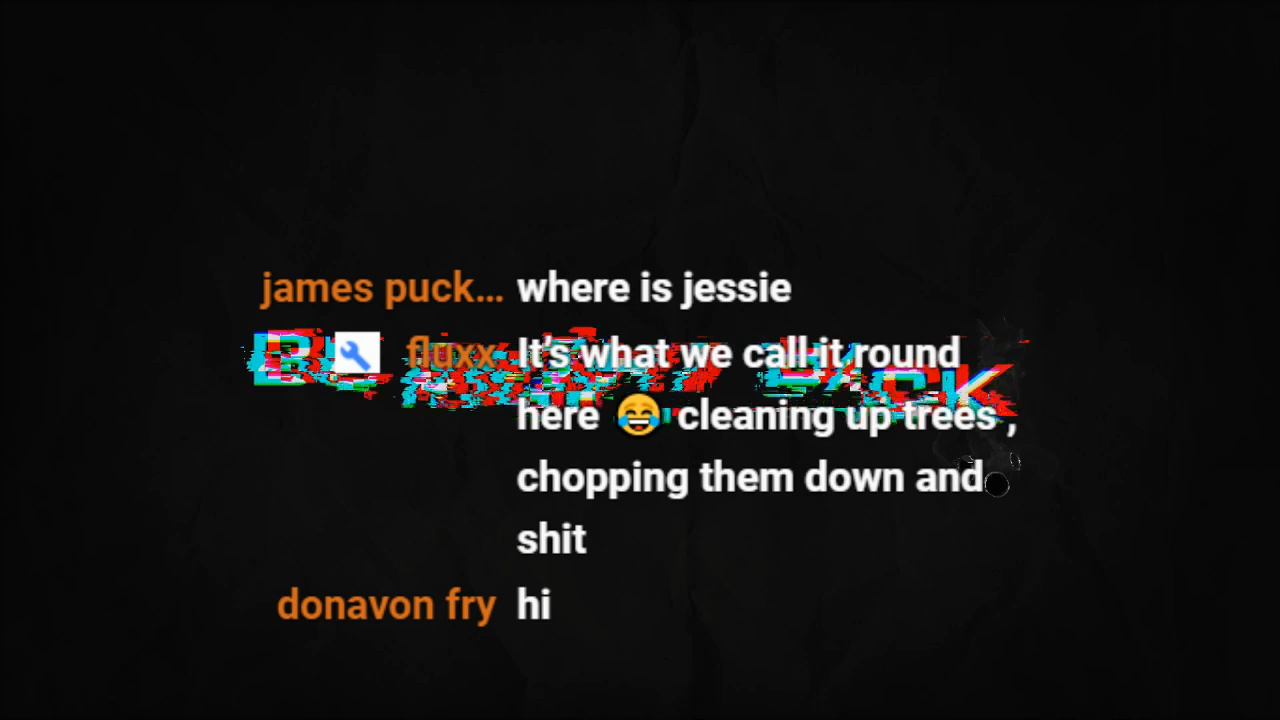 james puck... where is jessie
fluxx It's what we call it round
here 😂 cleaning up trees ,
chopping them down and
shit
donavon fry hi